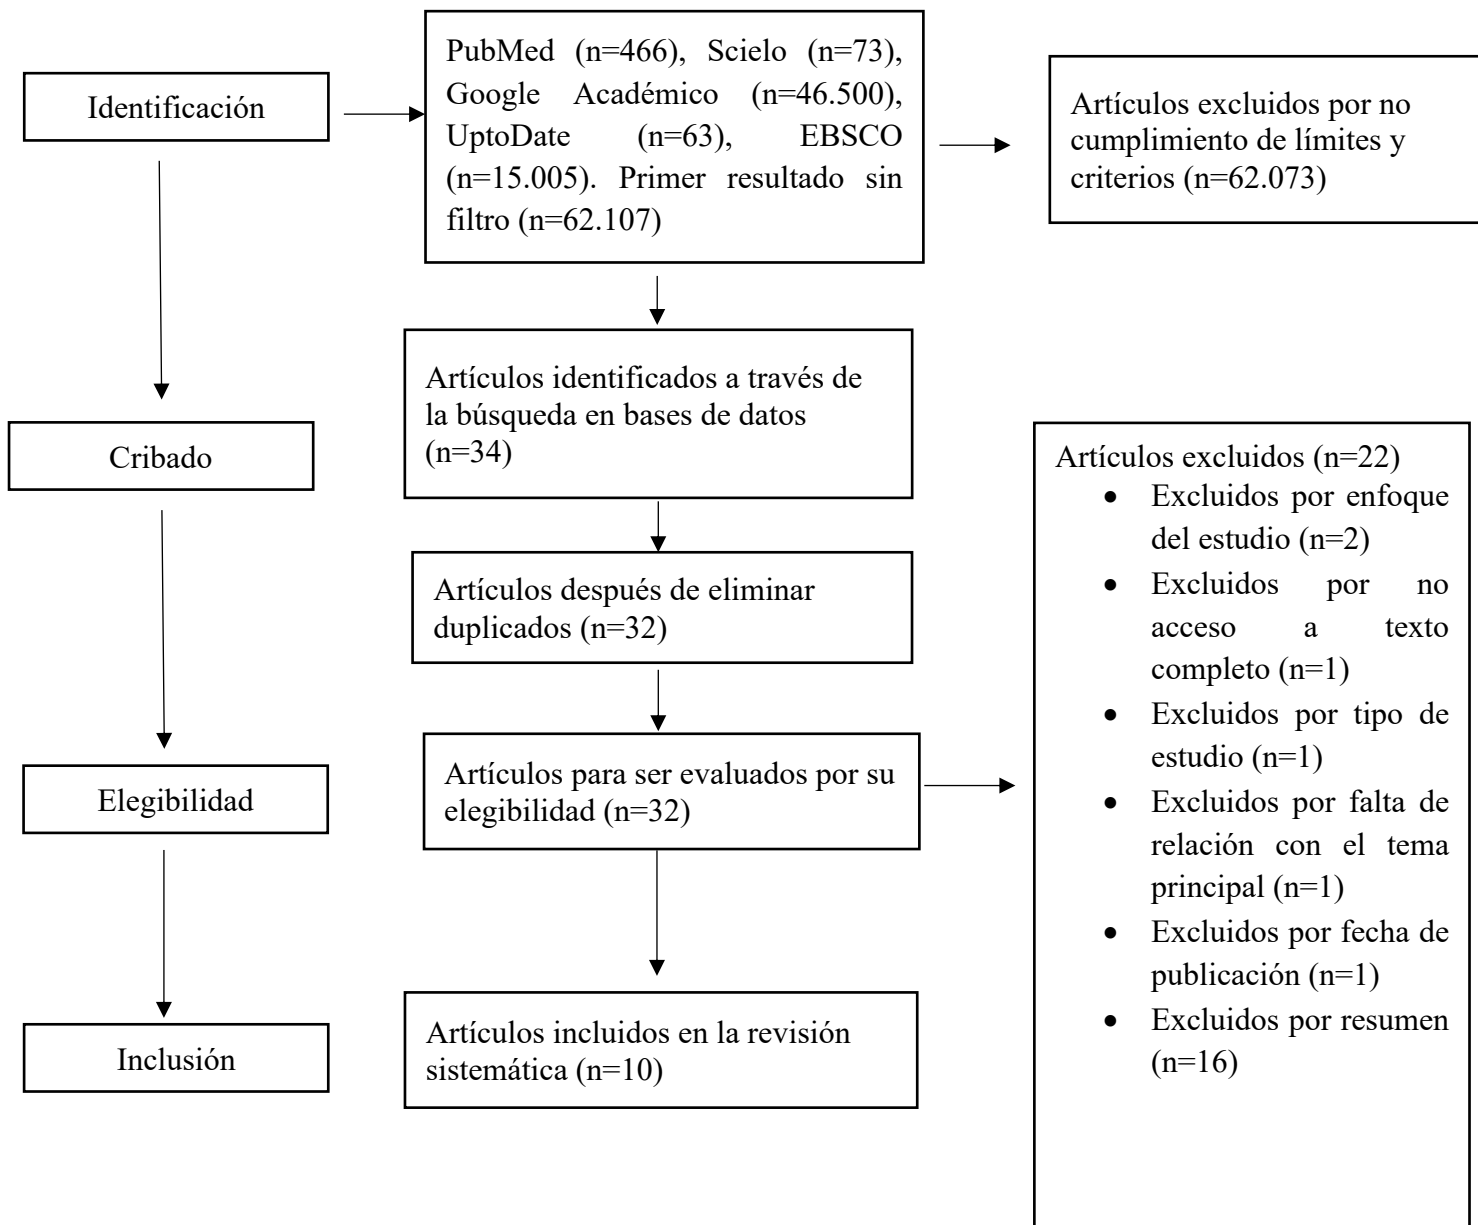 Identificación
PubMed (n=466), Scielo (n=73),
Google Académico (n=46.500),
UptoDate (n=63), EBSCO
(n=15.005). Primer resultado sin
filtro (n=62.107)
Artículos excluidos por no
cumplimiento de límites y
criterios (n=62.073)
Cribado
Artículos identificados a través de
la búsqueda en bases de datos
(n=34)
Artículos después de eliminar
duplicados (n=32)
Elegibilidad
Artículos para ser evaluados por su
elegibilidad (n=32)
Artículos excluidos (n=22)
• Excluidos por enfoque
del estudio (n=2)
• Excluidos por no
acceso a texto
completo (n=1)
• Excluidos por tipo de
estudio (n=1)
• Excluidos por falta de
relación con el tema
principal (n=1)
• Excluidos por fecha de
publicación (n=1)
• Excluidos por resumen
(n=16)
Inclusión
Artículos incluidos en la revisión
sistemática (n=10)